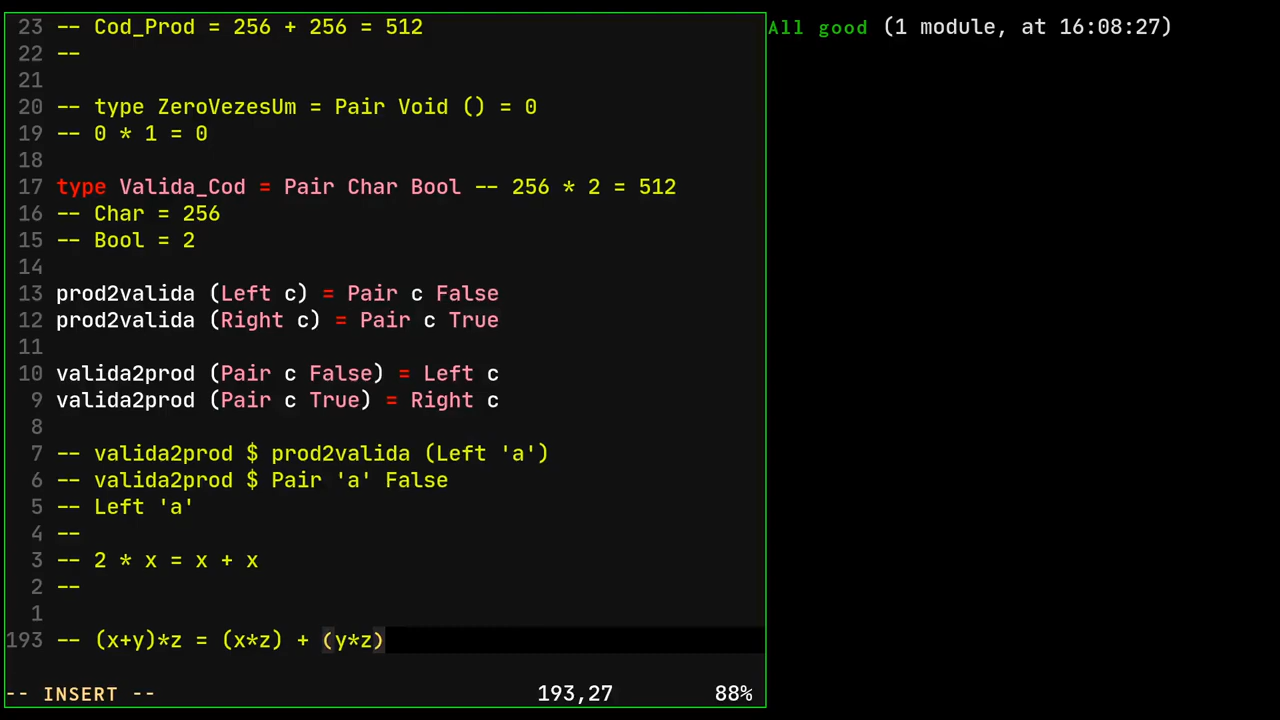 23 -- Cod_Prod = 256 + 256 = 512
22 --
21
20 -- type ZeroVezesUm = Pair Void () = 0
19 -- 0 * 1 = 0
18
17 type Valida_Cod = Pair Char Bool -- 256 * 2 = 512
16 -- Char = 256
15 -- Bool = 2
14
13 prod2valida (Left c) = Pair c False
12 prod2valida (Right c) = Pair c True
11
10 valida2prod (Pair c False) = Left c
9 valida2prod (Pair c True) = Right c
8
7 -- valida2prod $ prod2valida (Left 'a')
6 -- valida2prod $ Pair 'a' False
5 -- Left 'a'
4 --
3 -- 2 * x = x + x
2 --
1
193 -- (x+y)*z = (x*z) + (y*z)
-- INSERT -- 193,27 88%
All good (1 module, at 16:08:27)